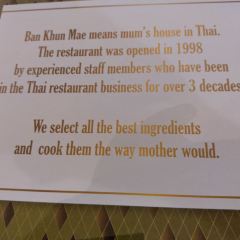 Ban Khun Mae means mum's house in Thai.
The restaurant was opened in 1998
by experienced staff members who have been
in the Thai restaurant business for over 3 decades
We select all the best ingredients
and cook them the way mother would.